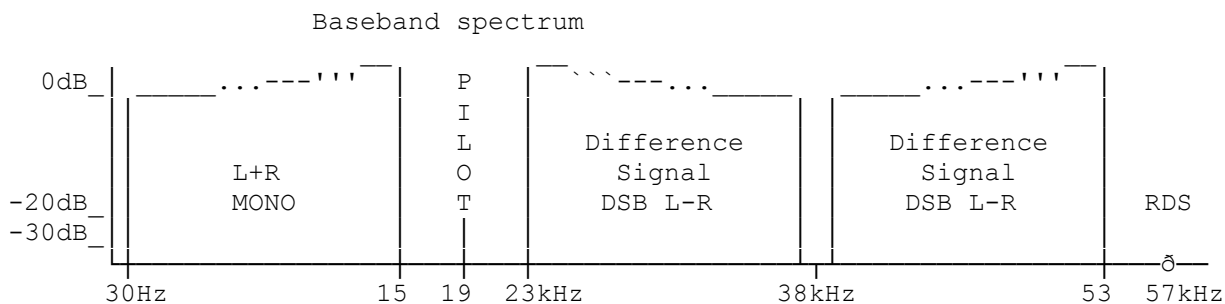 Baseband spectrum
0dB
P
I
L Difference Difference
L+R O Signal Signal
-20dB MONO T DSB L-R DSB L-R RDS
-30dB
ð
30Hz 15 19 23kHz 38kHz 53 57kHz